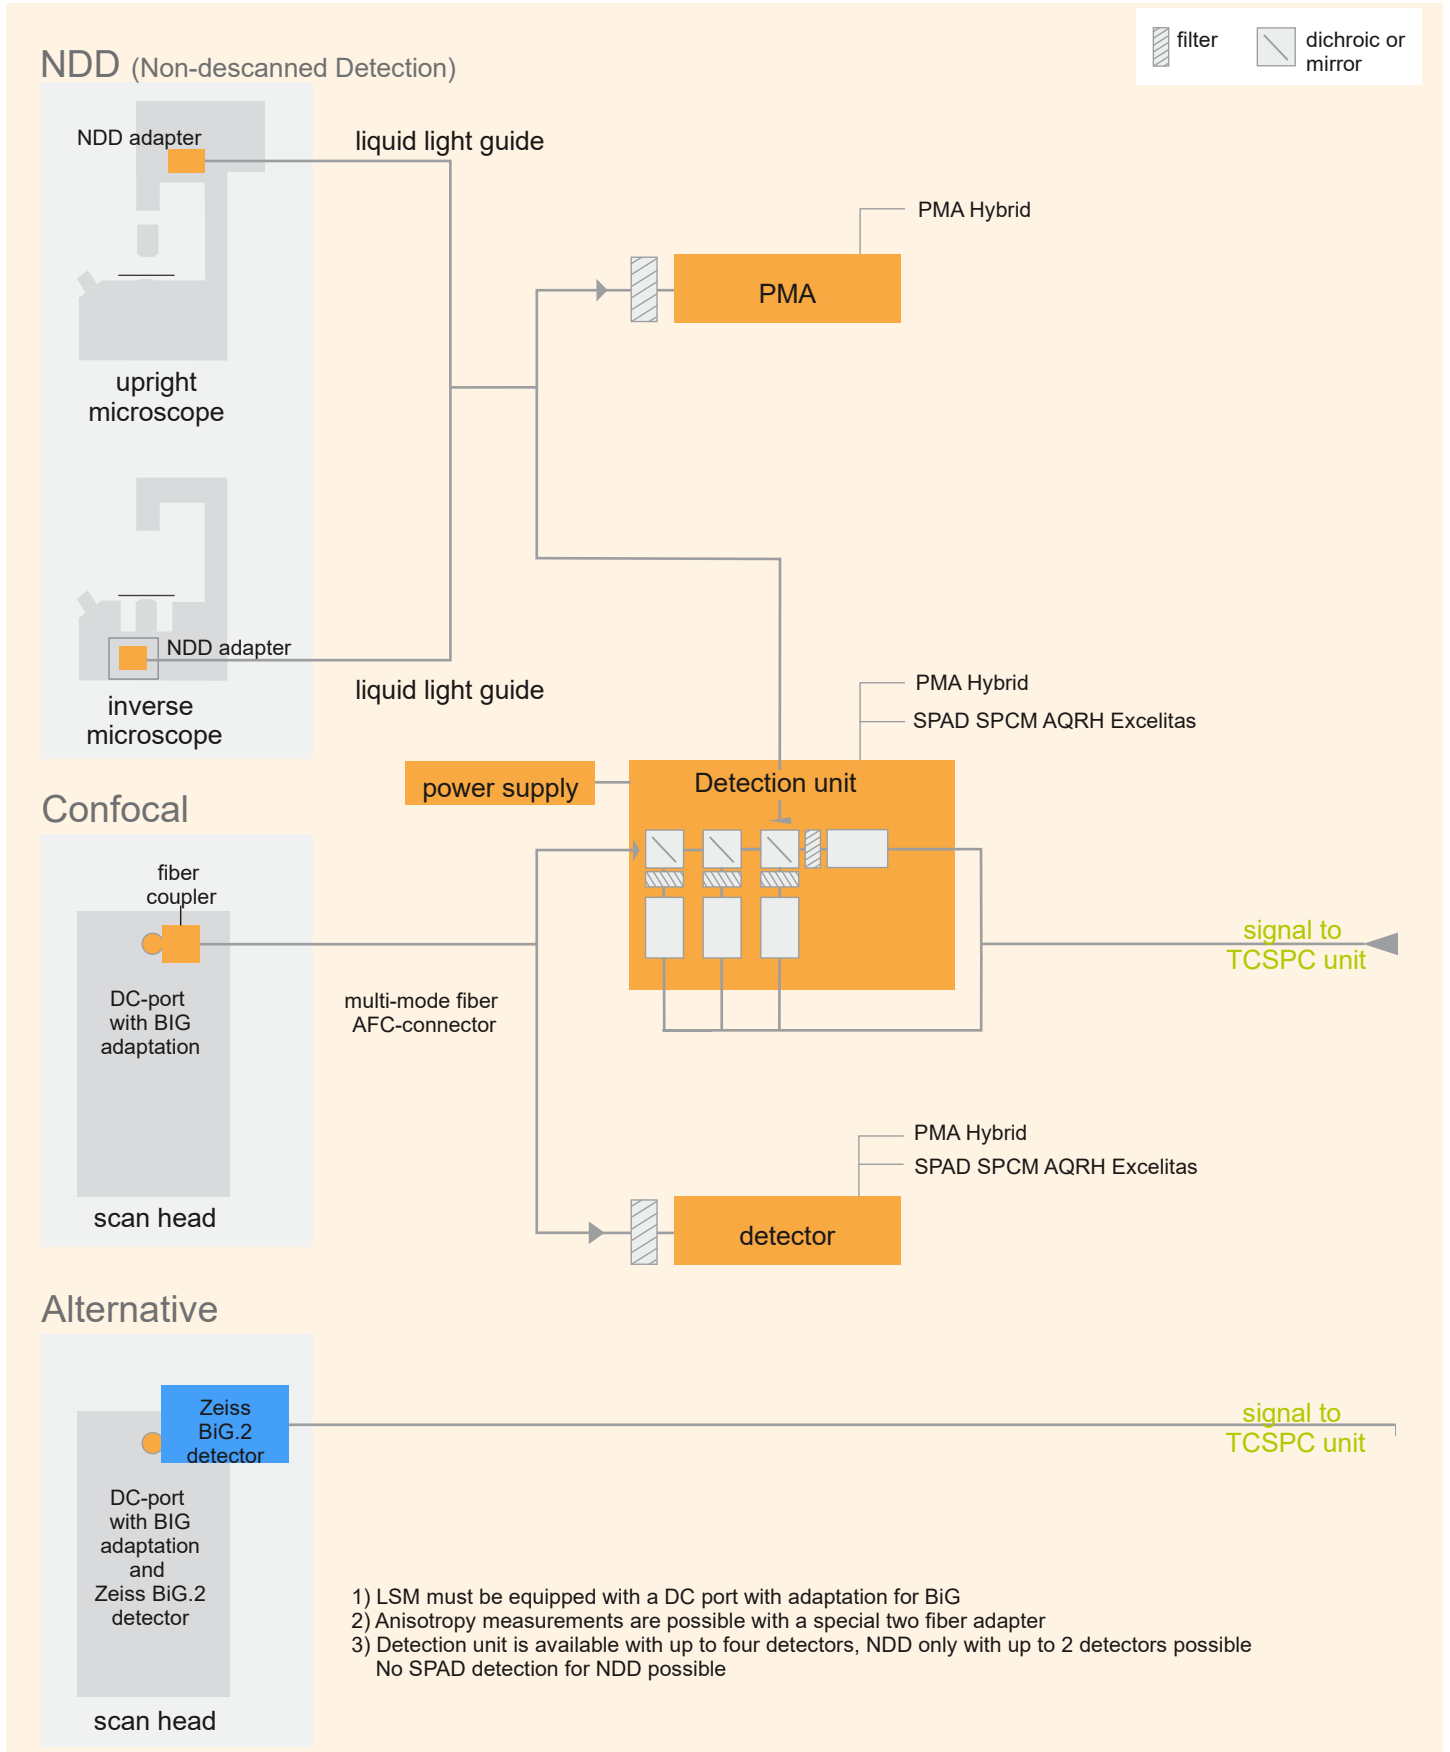 filter
dichroic or
mirror
NDD (Non-descanned Detection)
NDD adapter
liquid light guide
PMA Hybrid
PMA
upright
microscope
NDD adapter
liquid light guide
inverse
microscope
PMA Hybrid
SPAD SPCM AQRH Excelitas
power supply
Detection unit
Confocal
fiber
coupler
signal to
TCSPC unit
DC-port
with BIG
adaptation
multi-mode fiber
AFC-connector
scan head
PMA Hybrid
SPAD SPCM AQRH Excelitas
detector
Alternative
Zeiss
BiG.2
detector
signal to
TCSPC unit
DC-port
with BIG
adaptation
and
Zeiss BiG.2
detector
scan head
1) LSM must be equipped with a DC port with adaptation for BiG
2) Anisotropy measurements are possible with a special two fiber adapter
3) Detection unit is available with up to four detectors, NDD only with up to 2 detectors possible
No SPAD detection for NDD possible